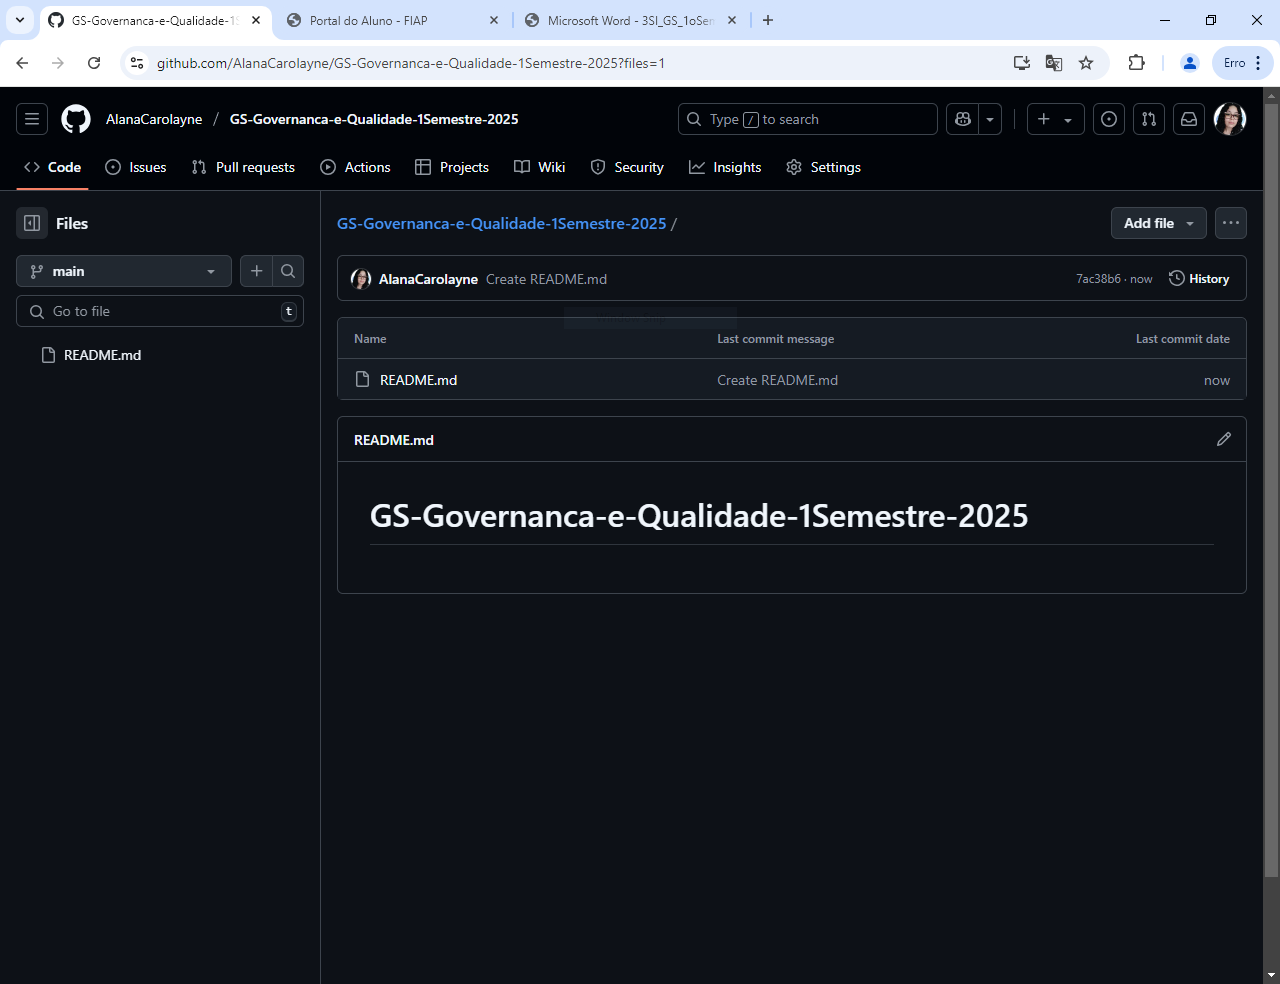 GS-Governanca-e-Qualidade-1S
Portal do Aluno - FIAP
Microsoft Word - 3SI_GS_1oSem
github.com/AlanaCarolayne/GS-Governanca-e-Qualidade-1Semestre-2025?files=1
Erro
AlanaCarolayne / GS-Governanca-e-Qualidade-1Semestre-2025
Type / to search
Code
Issues
Pull requests
Actions
Projects
Wiki
Security
Insights
Settings
Files
main
Go to file
t
README.md
GS-Governanca-e-Qualidade-1Semestre-2025 /
Add file
AlanaCarolayne Create README.md
7ac38b6 · now
History
Name
Last commit message
Last commit date
README.md
Create README.md
now
README.md
GS-Governanca-e-Qualidade-1Semestre-2025